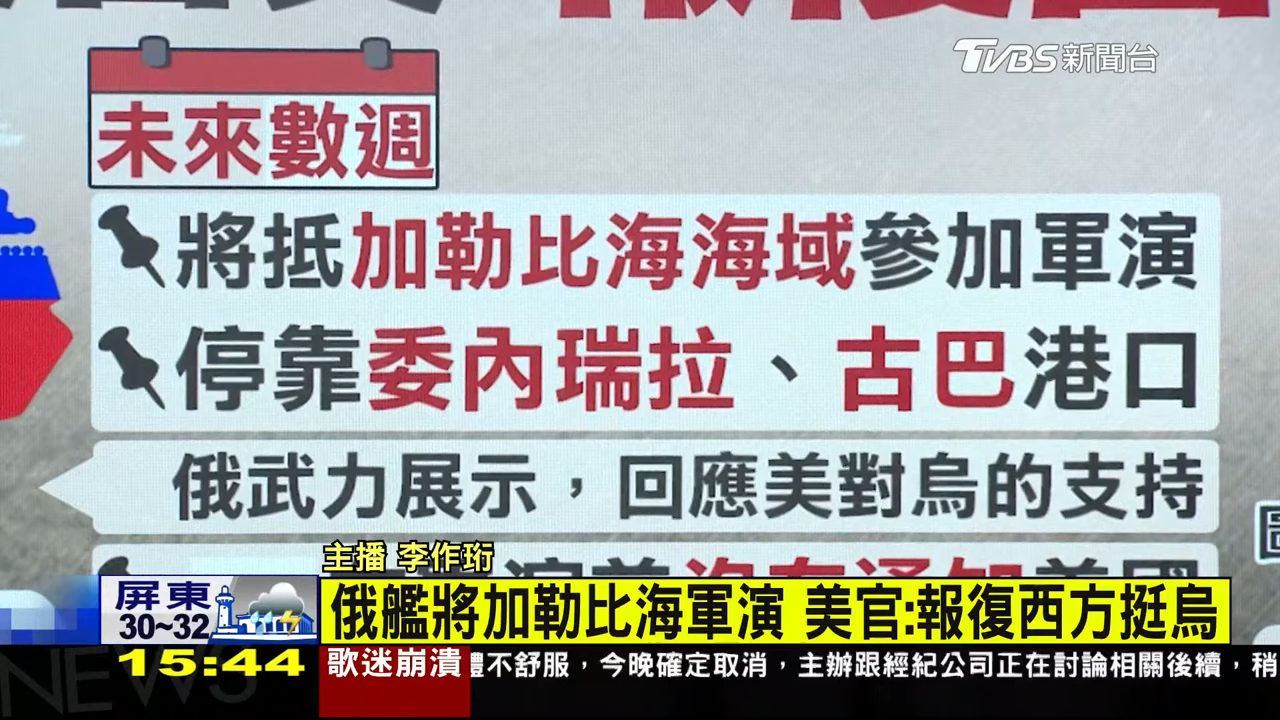 TVBS新聞台
未來數週
將抵加勒比海海域參加軍演
停靠委內瑞拉、古巴港口
俄武力展示，回應美對烏的支持
主播 李作珩
屏東
30~32
俄艦將加勒比海軍演 美官:報復西方挺烏
15:44
NEWS
歌迷崩潰
不舒服，今晚確定取消，主辦跟經紀公司正在討論相關後續，稍